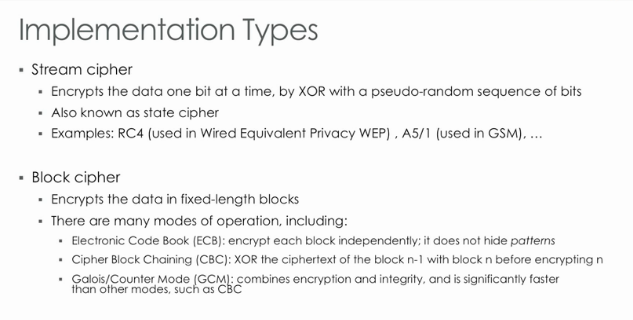 Implementation Types
▪ Stream cipher
▪ Encrypts the data one bit at a time, by XOR with a pseudo-random sequence of bits
▪ Also known as state cipher
▪ Examples: RC4 (used in Wired Equivalent Privacy WEP) , A5/1 (used in GSM), …
▪ Block cipher
▪ Encrypts the data in fixed-length blocks
▪ There are many modes of operation, including:
▪ Electronic Code Book (ECB): encrypt each block independently; it does not hide patterns
▪ Cipher Block Chaining (CBC): XOR the ciphertext of the block n-1 with block n before encrypting n
▪ Galois/Counter Mode (GCM): combines encryption and integrity, and is significantly faster
than other modes, such as CBC